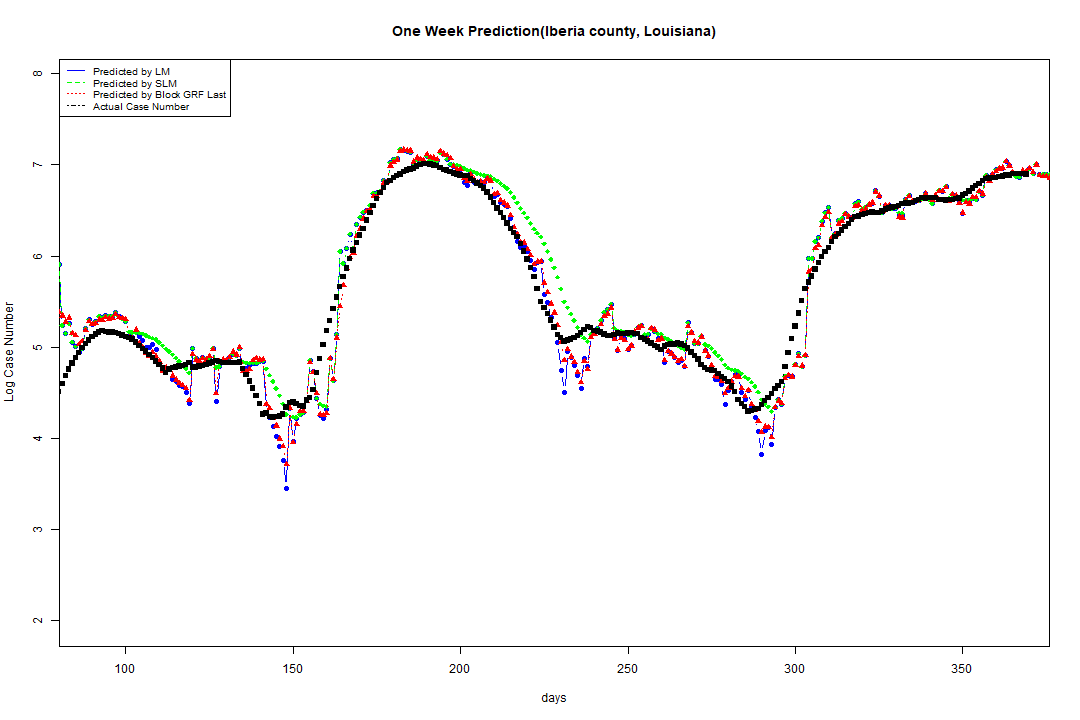 One Week Prediction(Iberia county, Louisiana)
Predicted by LM
Predicted by SLM
Predicted by Block GRF Last
Actual Case Number
8
7
6
5
4
3
2
Log Case Number
100 150 200 250 300 350
days